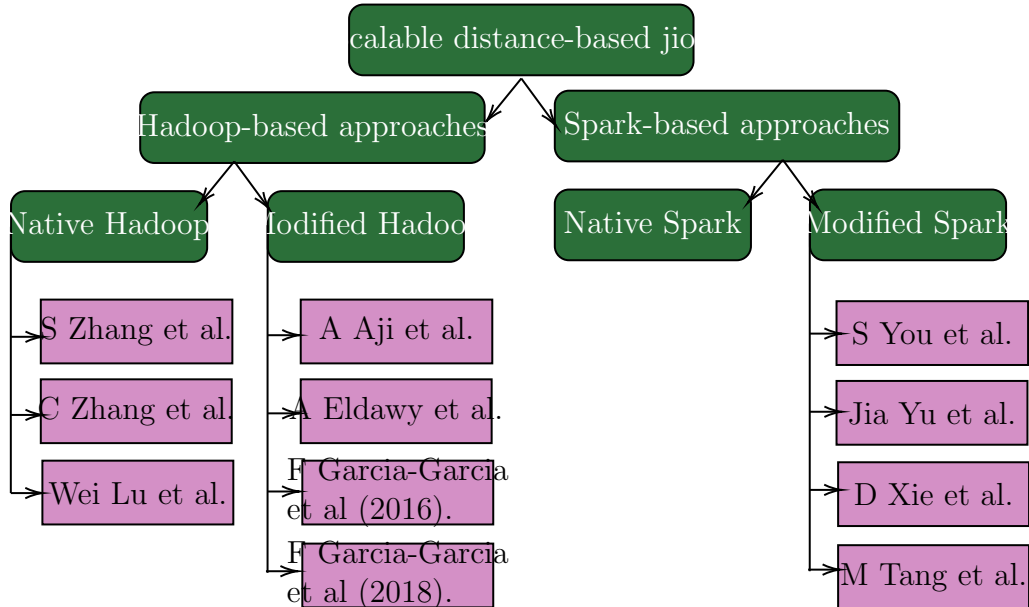 calable distance-based jio
Hadoop-based approaches
Spark-based approaches
Native Hadoop
Modified Hadoo
Native Spark
Modified Spark
S Zhang et al.
A Aji et al.
S You et al.
C Zhang et al.
A Eldawy et al.
Jia Yu et al.
Wei Lu et al.
F Garcia-Garcia
et al (2016).
D Xie et al.
F Garcia-Garcia
et al (2018).
M Tang et al.